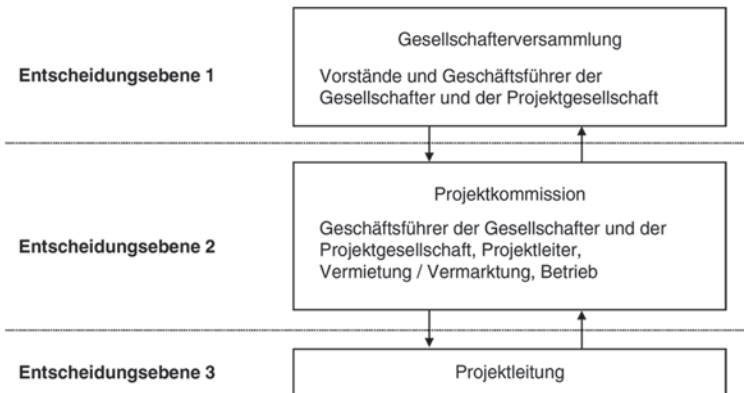 Gesellschafterversammlung
Entscheidungsebene 1
Vorstände und Geschäftsführer der
Gesellschafter und der Projektgesellschaft
Projektkommission
Entscheidungsebene 2
Geschäftsführer der Gesellschafter und der
Projektgesellschaft, Projektleiter,
Vermietung / Vermarktung, Betrieb
Entscheidungsebene 3
Projektleitung